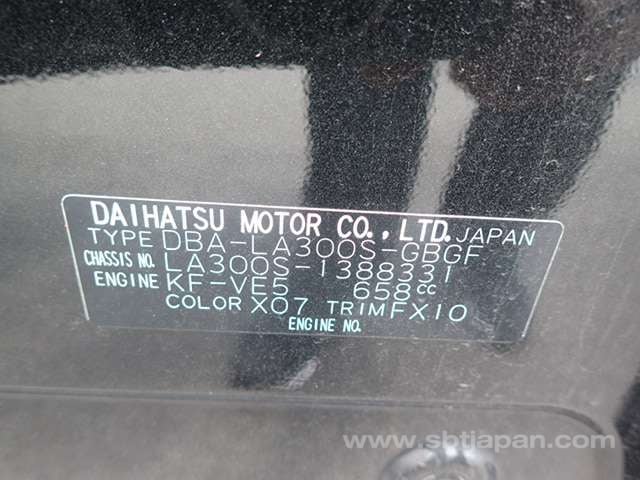 DAIHATSU MOTOR CO., LTD. JAPAN
TYPE DBA-LA300S-GBGF
CHASSIS NO. LA300S-1388331
ENGINE KF-VE5 658cc
COLOR X07 TRIM FX10
ENGINE NO.
www.sbtjapan.com